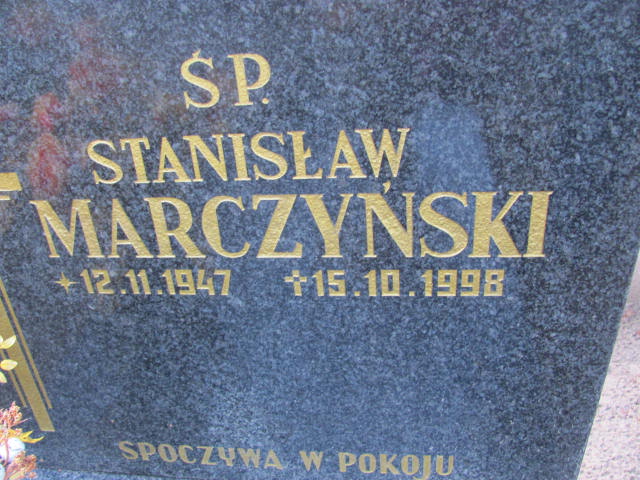 ŚP.
STANISŁAW
MARCZYŃSKI
12.11.1947 ✝15.10.1998
SPOCZYWA W POKOJU